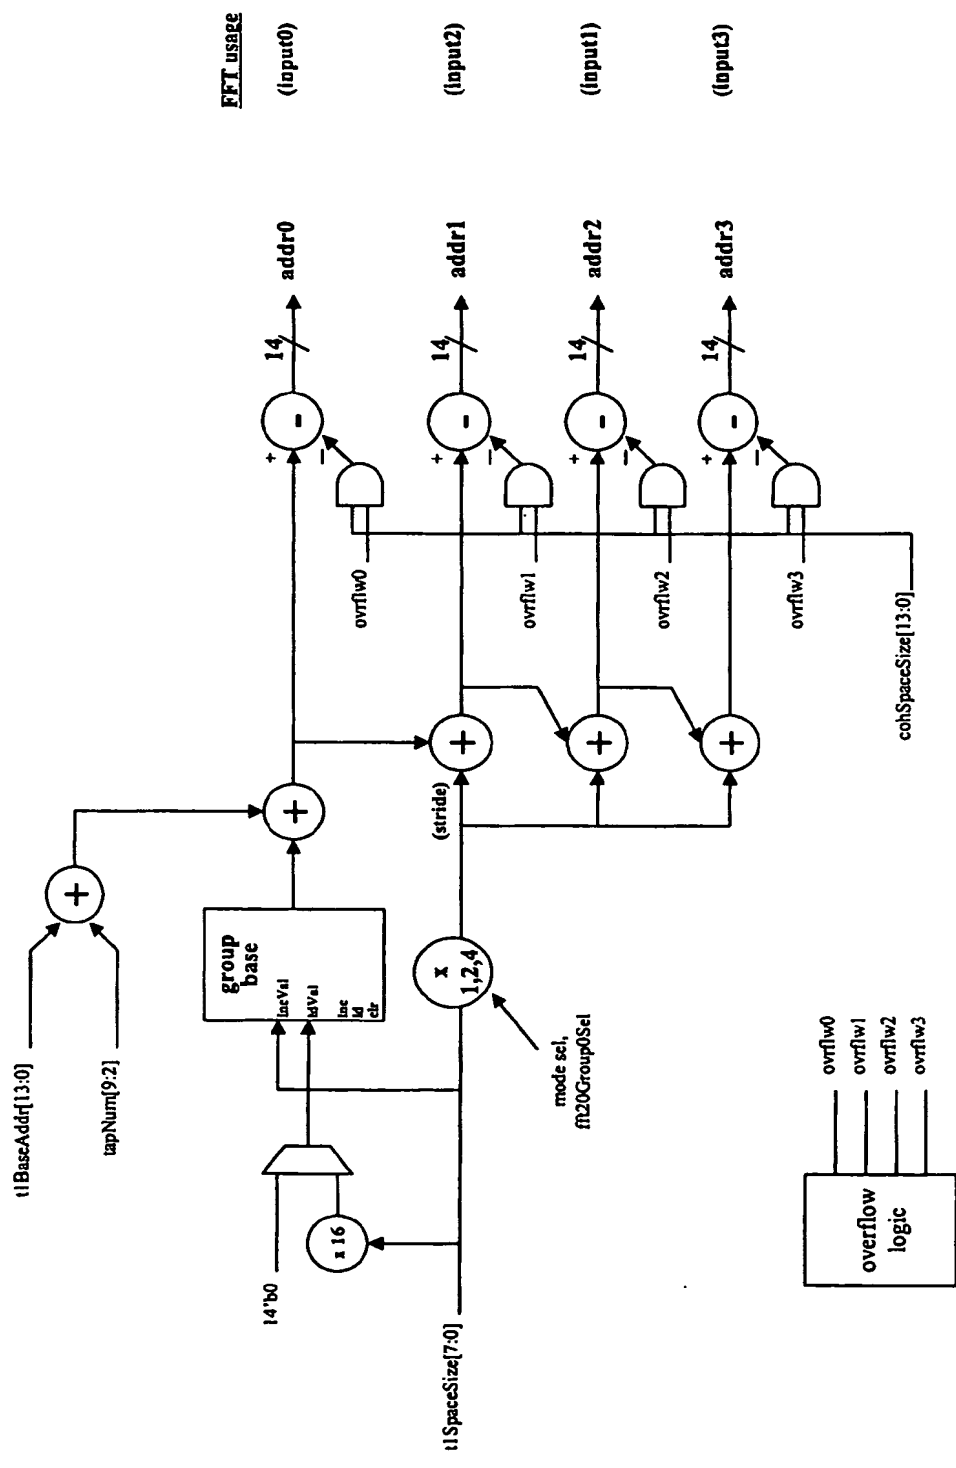 FFT usage
(input0)
(input2)
(input1)
(input3)
addr0
addr1
addr2
addr3
14
14
14
14
-
-
-
-
+
−
+
−
+
−
+
−
ovrflw0
ovrflw1
ovrflw2
ovrflw3
cohSpaceSize[13:0]
+
+
+
+
+
(stride)
t1BaseAddr[13:0]
tapNum[9:2]
group
base
incVal
ldVal
inc
ld
clr
x
1,2,4
mode sel,
fft20Group0Sel
x 16
14'b0
t1SpaceSize[7:0]
overflow
logic
ovrflw0
ovrflw1
ovrflw2
ovrflw3